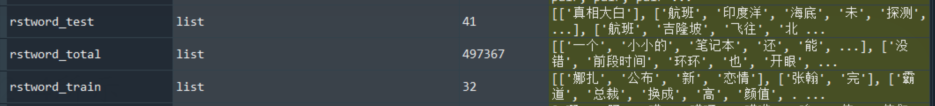 rstword_test list 41 [['真相大白'], ['航班', '印度洋', '海底', '未', '探测',
...], ['航班', '吉隆坡', '飞往', '北 ...
rstword_total list 497367 [['一个', '小小的', '笔记本', '还', '能', ...], ['没
错', '前段时间', '环环', '也', '开眼', ...
rstword_train list 32 [['娜扎', '公布', '新', '恋情'], ['张翰', '完'], ['霸
道', '总裁', '换成', '高', '颜值', . ...